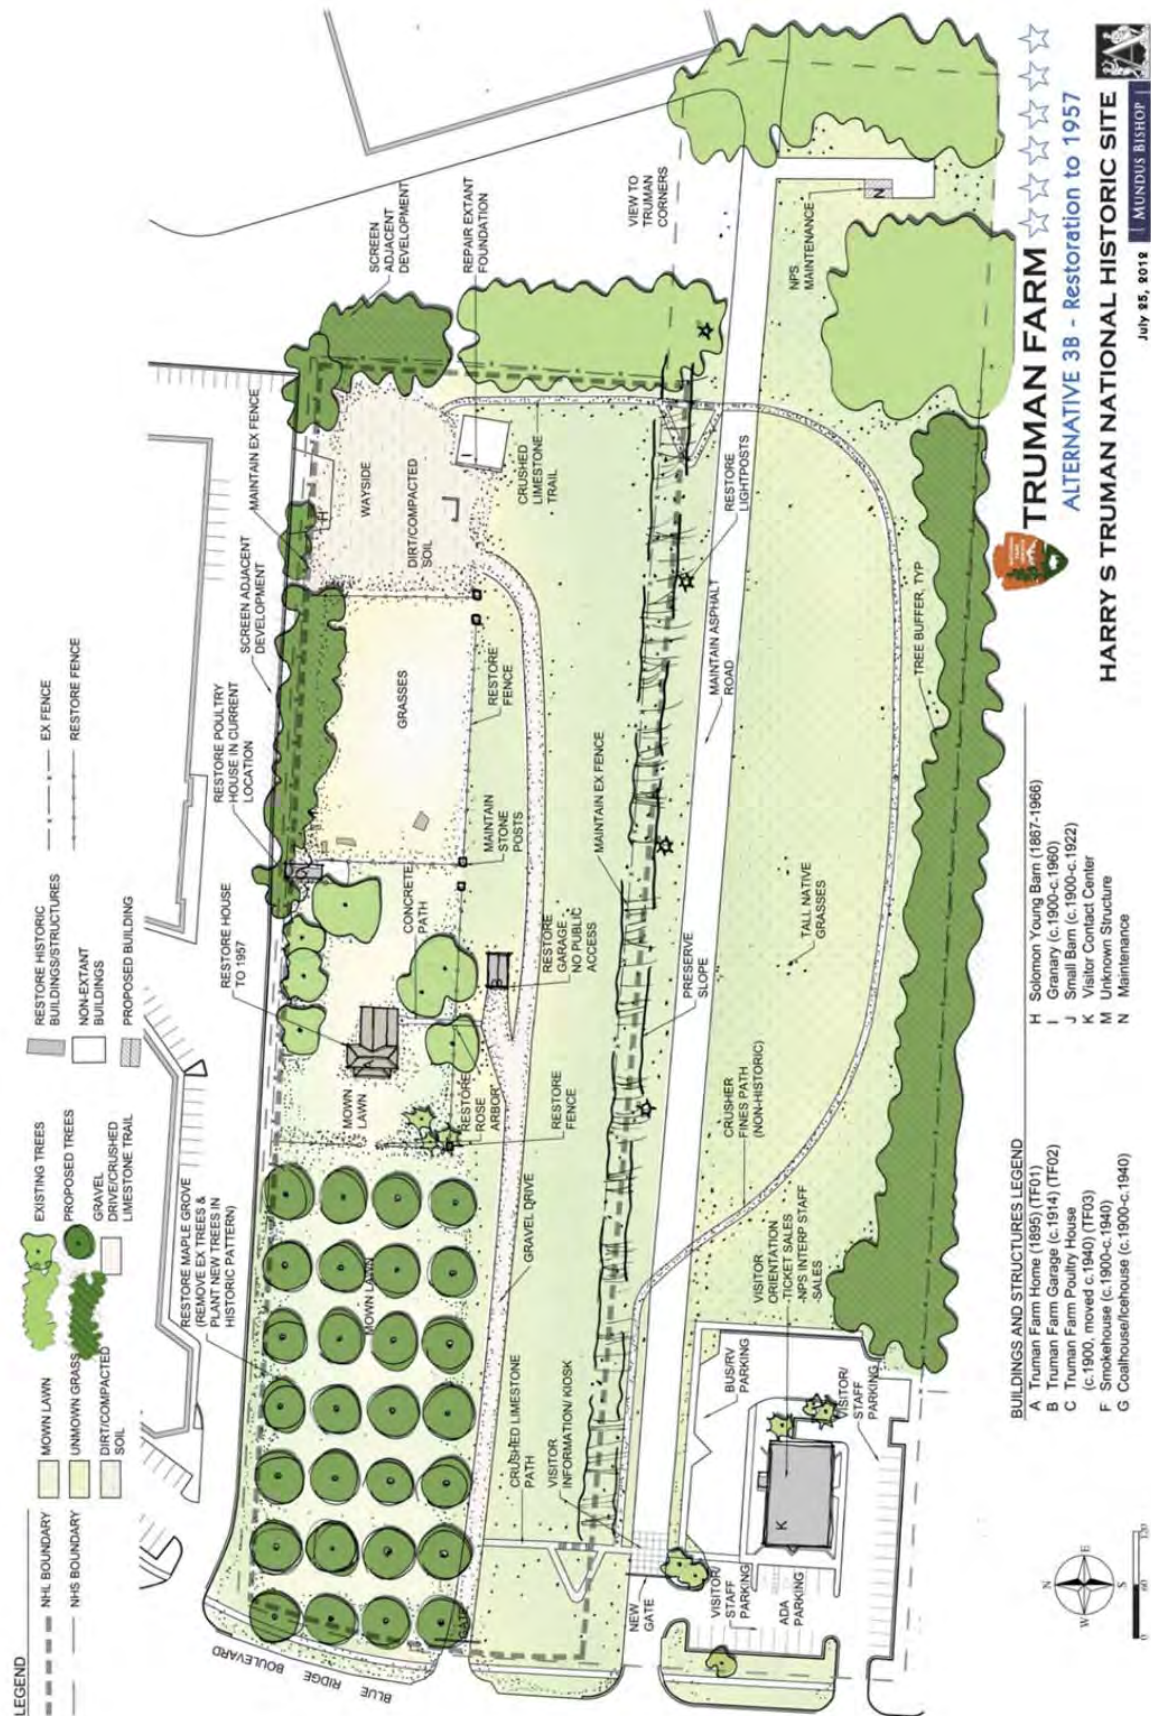 LEGEND
NHL BOUNDARY
NHS BOUNDARY
MOWN LAWN
UNMOWN GRASS
DIRT/COMPACTED
SOIL
EXISTING TREES
PROPOSED TREES
GRAVEL
DRIVE/CRUSHED
LIMESTONE TRAIL
RESTORE HISTORIC
BUILDINGS/STRUCTURES
NON-EXTANT
BUILDINGS
PROPOSED BUILDING
EX FENCE
RESTORE FENCE
RESTORE MAPLE GROVE
(REMOVE EX TREES &
PLANT NEW TREES IN
HISTORIC PATTERN)
RESTORE HOUSE
TO 1957
RESTORE POULTRY
HOUSE IN CURRENT
LOCATION
SCREEN ADJACENT
DEVELOPMENT
MAINTAIN EX FENCE
SCREEN
ADJACENT
DEVELOPMENT
REPAIR EXTANT
FOUNDATION
BLUE RIDGE BOULEVARD
MOWN LAWN
MOWN
LAWN
CONCRETE
PATH
GRASSES
WAYSIDE
H
DIRT/COMPACTED
SOIL
I
GATE
RESTORE
ROSE
ARBOR
RESTORE
FENCE
RESTORE
GARAGE -
NO PUBLIC
ACCESS
MAINTAIN
STONE
POSTS
RESTORE
FENCE
CRUSHED
LIMESTONE
TRAIL
GRAVEL DRIVE
CRUSHED LIMESTONE
PATH
VISITOR
INFORMATION/ KIOSK
MAINTAIN EX FENCE
VIEW TO
TRUMAN
CORNERS
NEW
GATE
PRESERVE
SLOPE
MAINTAIN ASPHALT
ROAD
RESTORE
LIGHTPOSTS
CRUSHER
FINES PATH
(NON-HISTORIC)
VISITOR
ORIENTATION
- TICKET SALES
-NPS INTERP STAFF
-SALES
BUS/RV
PARKING
K
VISITOR/
STAFF
PARKING
ADA
PARKING
VISITOR/
STAFF
PARKING
TALL NATIVE
GRASSES
TREE BUFFER, TYP
NPS
MAINTENANCE
N
BUILDINGS AND STRUCTURES LEGEND
A Truman Farm Home (1895) (TF01)
B Truman Farm Garage (c.1914) (TF02)
C Truman Farm Poultry House
(c.1900, moved c.1940) (TF03)
F Smokehouse (c.1900-c.1940)
G Coalhouse/Icehouse (c.1900-c.1940)
H Solomon Young Barn (1867-1966)
I Granary (c.1900-c.1960)
J Small Barn (c.1900-c.1922)
K Visitor Contact Center
M Unknown Structure
N Maintenance
N
E
S
W
0 60 120
TRUMAN FARM
ALTERNATIVE 3B - Restoration to 1957
HARRY S TRUMAN NATIONAL HISTORIC SITE
MUNDUS BISHOP
July 25, 2012